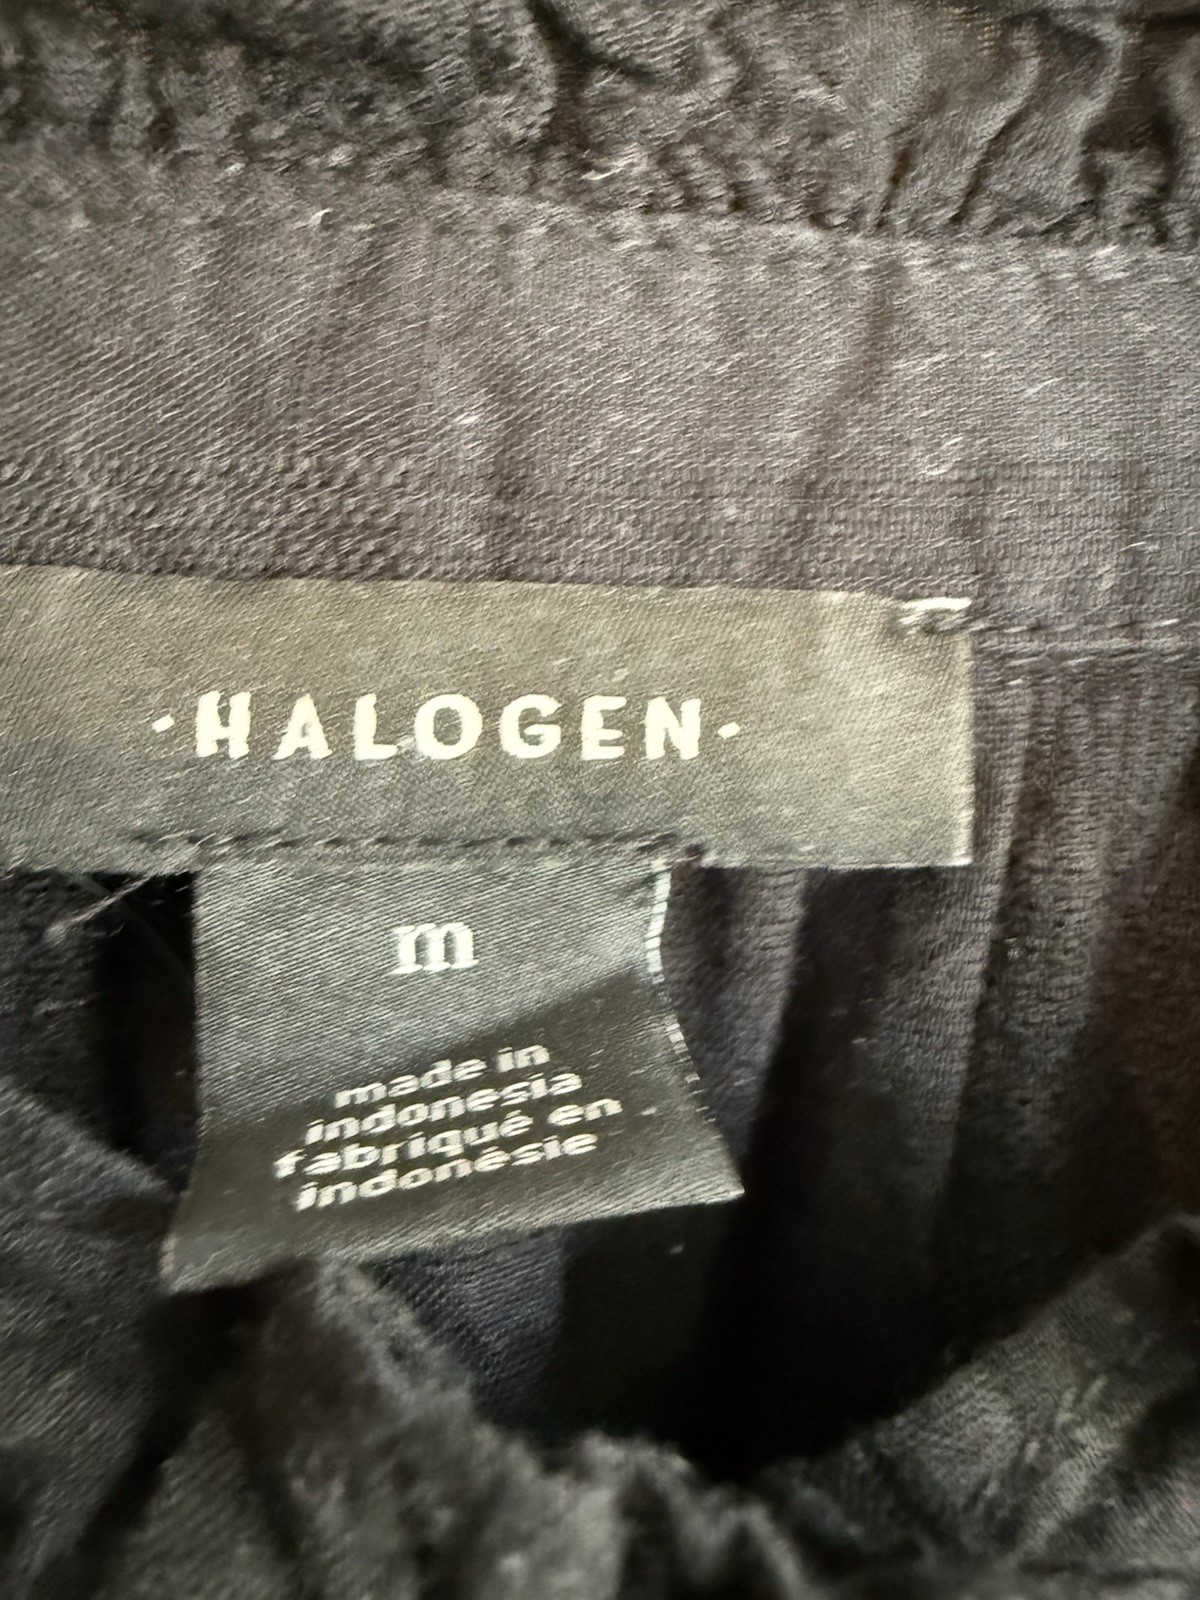 ·HALOGEN·
m
made in
indonesia
fabriqué en
indonésie